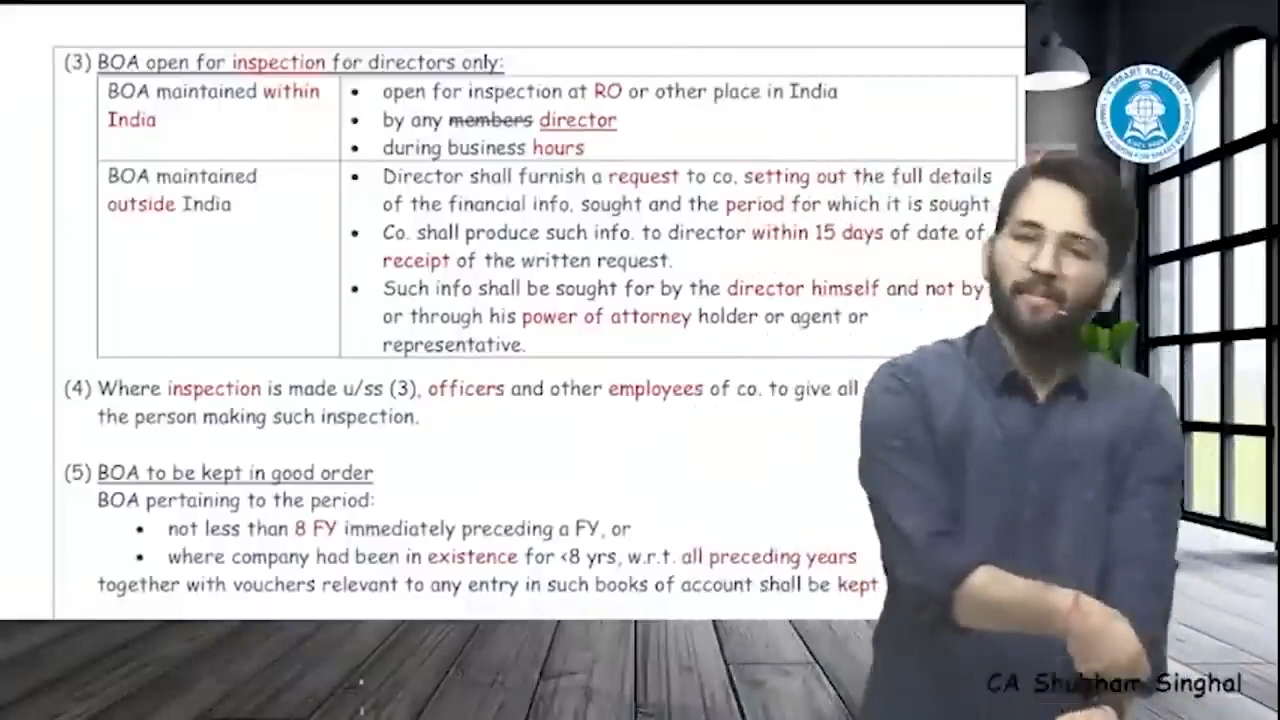 (3) BOA open for inspection for directors only:
BOA maintained within
India
• open for inspection at RO or other place in India
• by any members director
• during business hours
BOA maintained
outside India
• Director shall furnish a request to co. setting out the full details
of the financial info. sought and the period for which it is sought
• Co. shall produce such info. to director within 15 days of date of
receipt of the written request.
• Such info shall be sought for by the director himself and not by
or through his power of attorney holder or agent or
representative.
(4) Where inspection is made u/ss (3), officers and other employees of co. to give all
the person making such inspection.
(5) BOA to be kept in good order
BOA pertaining to the period:
• not less than 8 FY immediately preceding a FY, or
• where company had been in existence for <8 yrs, w.r.t. all preceding years
together with vouchers relevant to any entry in such books of account shall be kept
V'SMART ACADEMY
CA Shubham Singhal